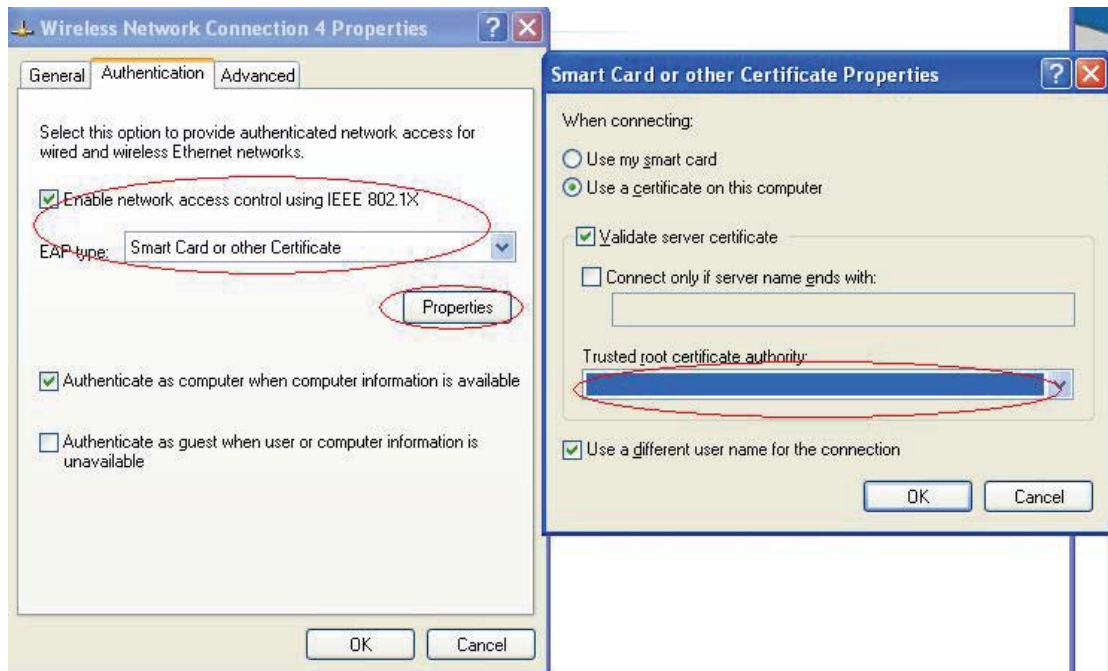 Wireless Network Connection 4 Properties
General Authentication Advanced
Select this option to provide authenticated network access for
wired and wireless Ethernet networks.
Enable network access control using IEEE 802.1X
EAP type: Smart Card or other Certificate
Properties
Authenticate as computer when computer information is available
Authenticate as guest when user or computer information is
unavailable
OK Cancel
Smart Card or other Certificate Properties
When connecting:
Use my smart card
Use a certificate on this computer
Validate server certificate
Connect only if server name ends with:
Trusted root certificate authority:
Use a different user name for the connection
OK Cancel